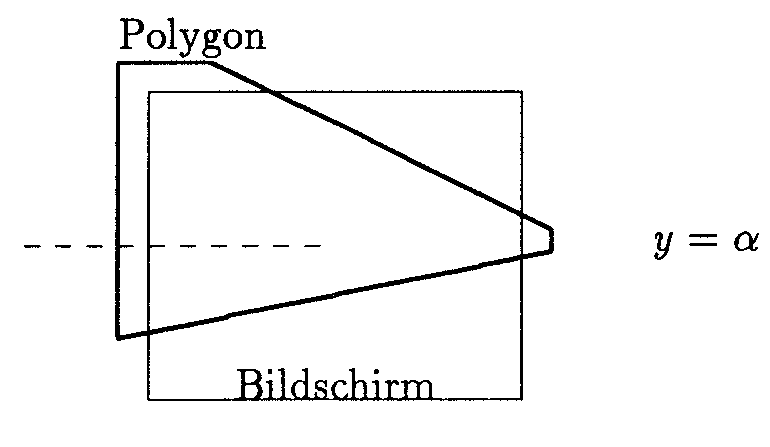 Polygon
y = α
Bildschirm